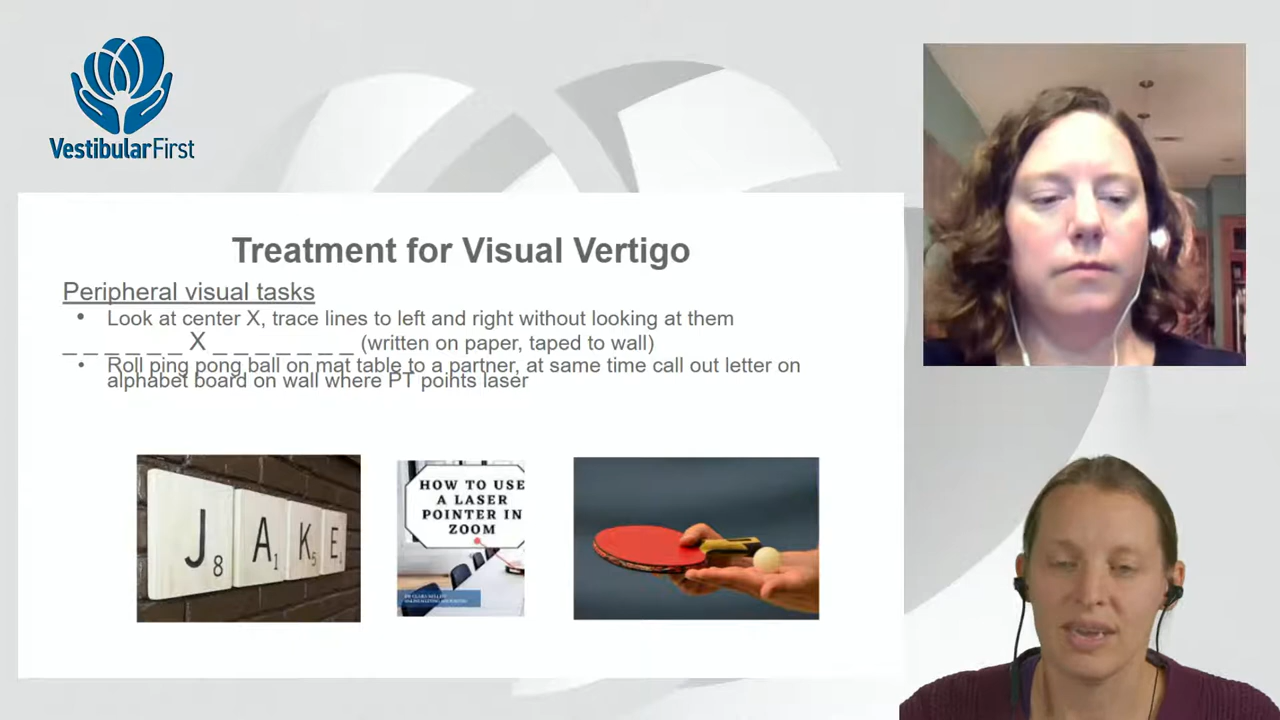 VestibularFirst
Treatment for Visual Vertigo
Peripheral visual tasks
• Look at center X, trace lines to left and right without looking at them
_ _ _ _ _ _ X _ _ _ _ _ _ _ (written on paper, taped to wall)
• Roll ping pong ball on mat table to a partner, at same time call out letter on
alphabet board on wall where PT points laser
J8 A1 K5 E1
HOW TO USE
A LASER
POINTER IN
ZOOM